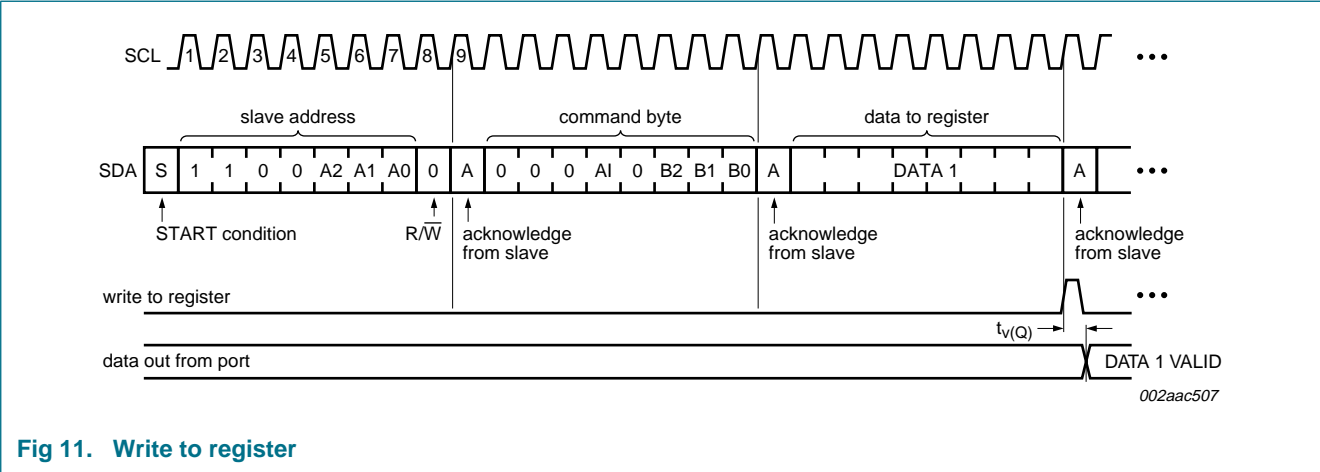 SCL 1 2 3 4 5 6 7 8 9 •••
slave address command byte data to register
SDA S 1 1 0 0 A2 A1 A0 0 A 0 0 0 AI 0 B2 B1 B0 A DATA 1 A •••
START condition R/W̅ acknowledge from slave acknowledge from slave acknowledge from slave
write to register •••
tv(Q)
data out from port DATA 1 VALID
002aac507
Fig 11. Write to register